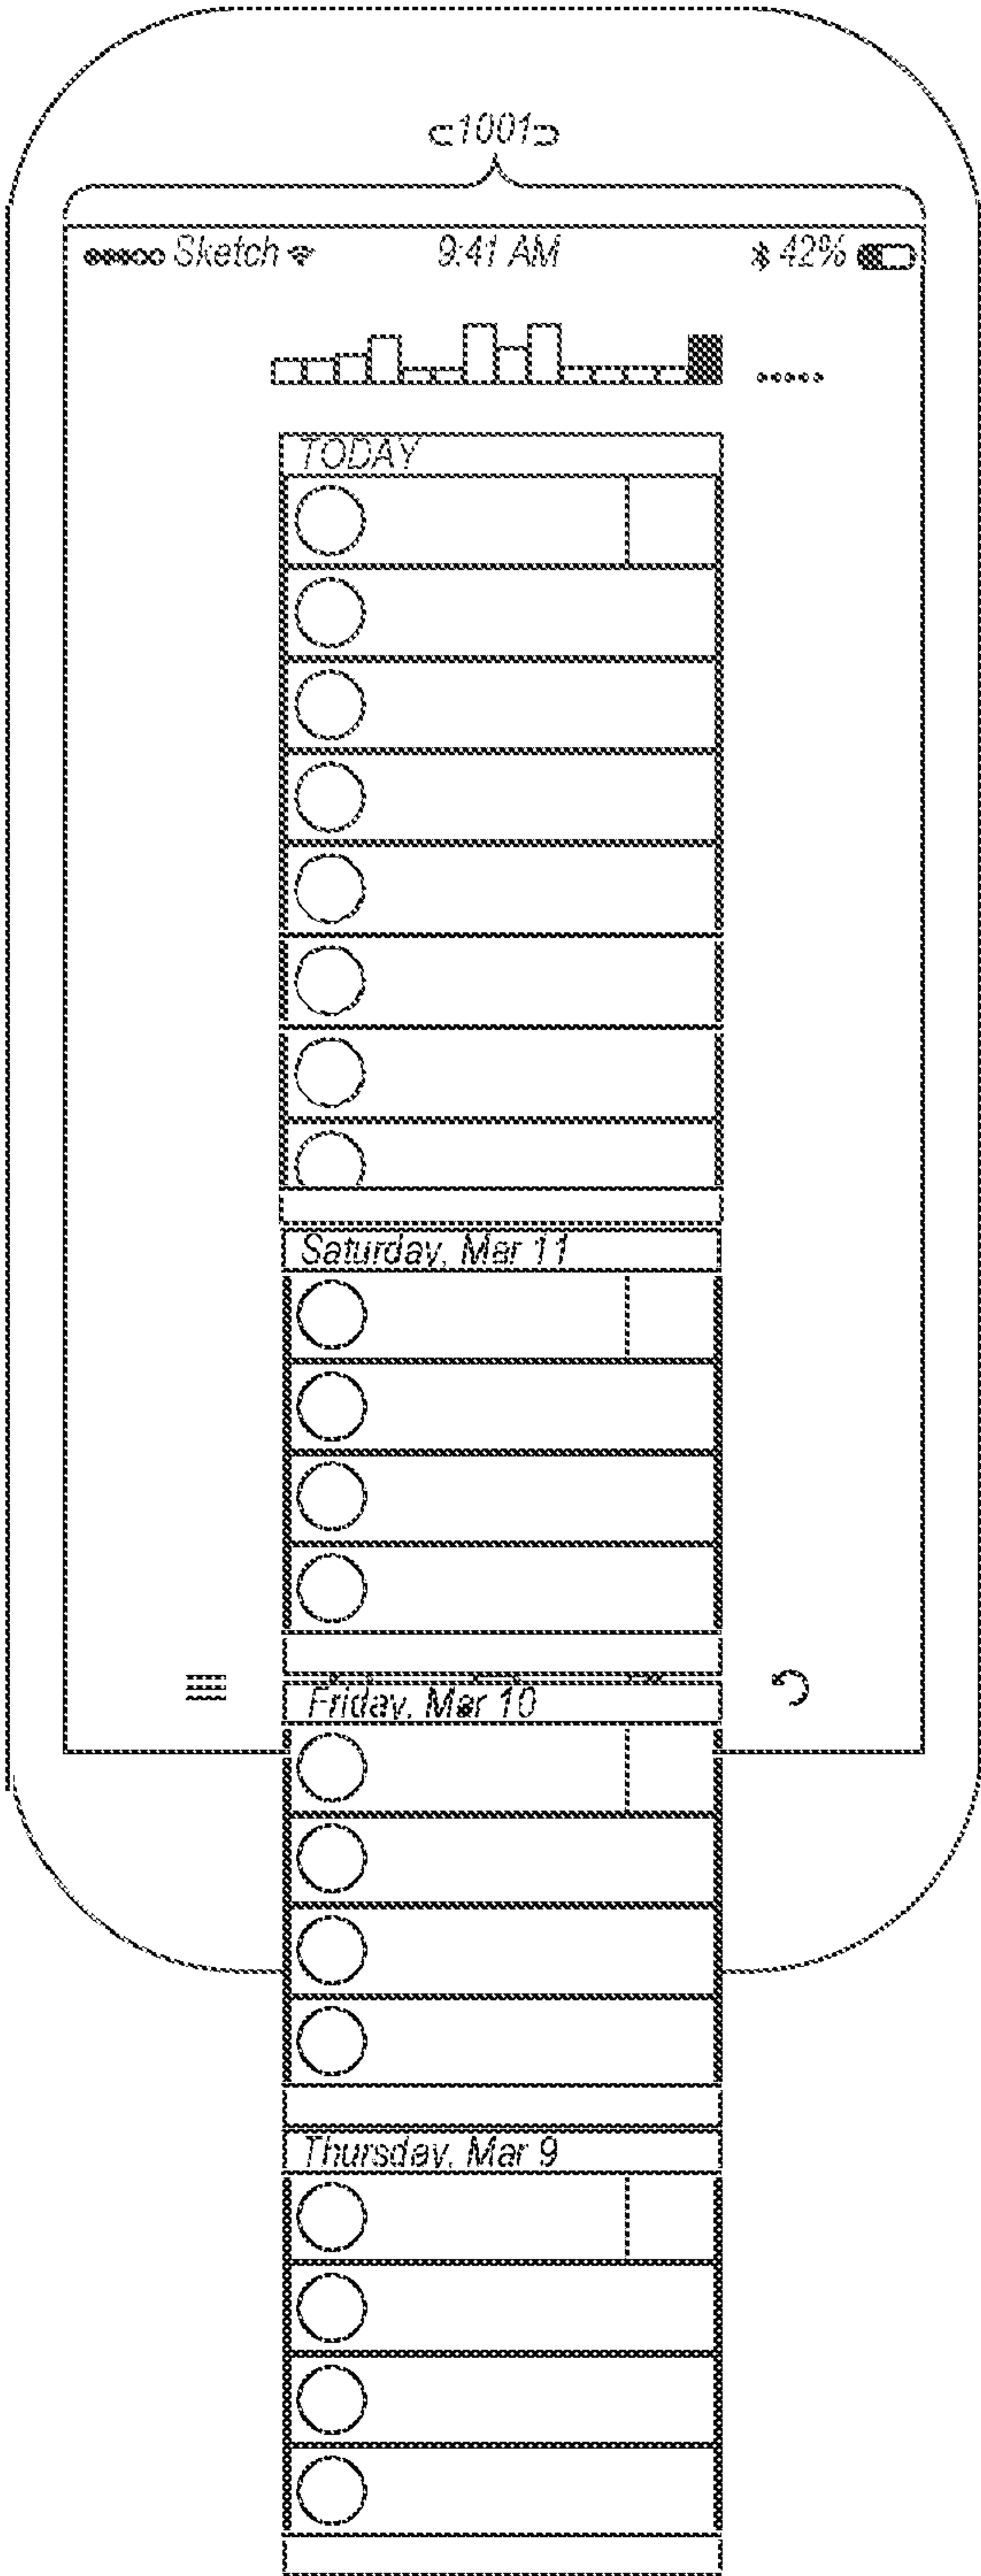 1001
Sketch 9:41 AM 42%
TODAY
Saturday, Mar 11
Friday, Mar 10
Thursday, Mar 9